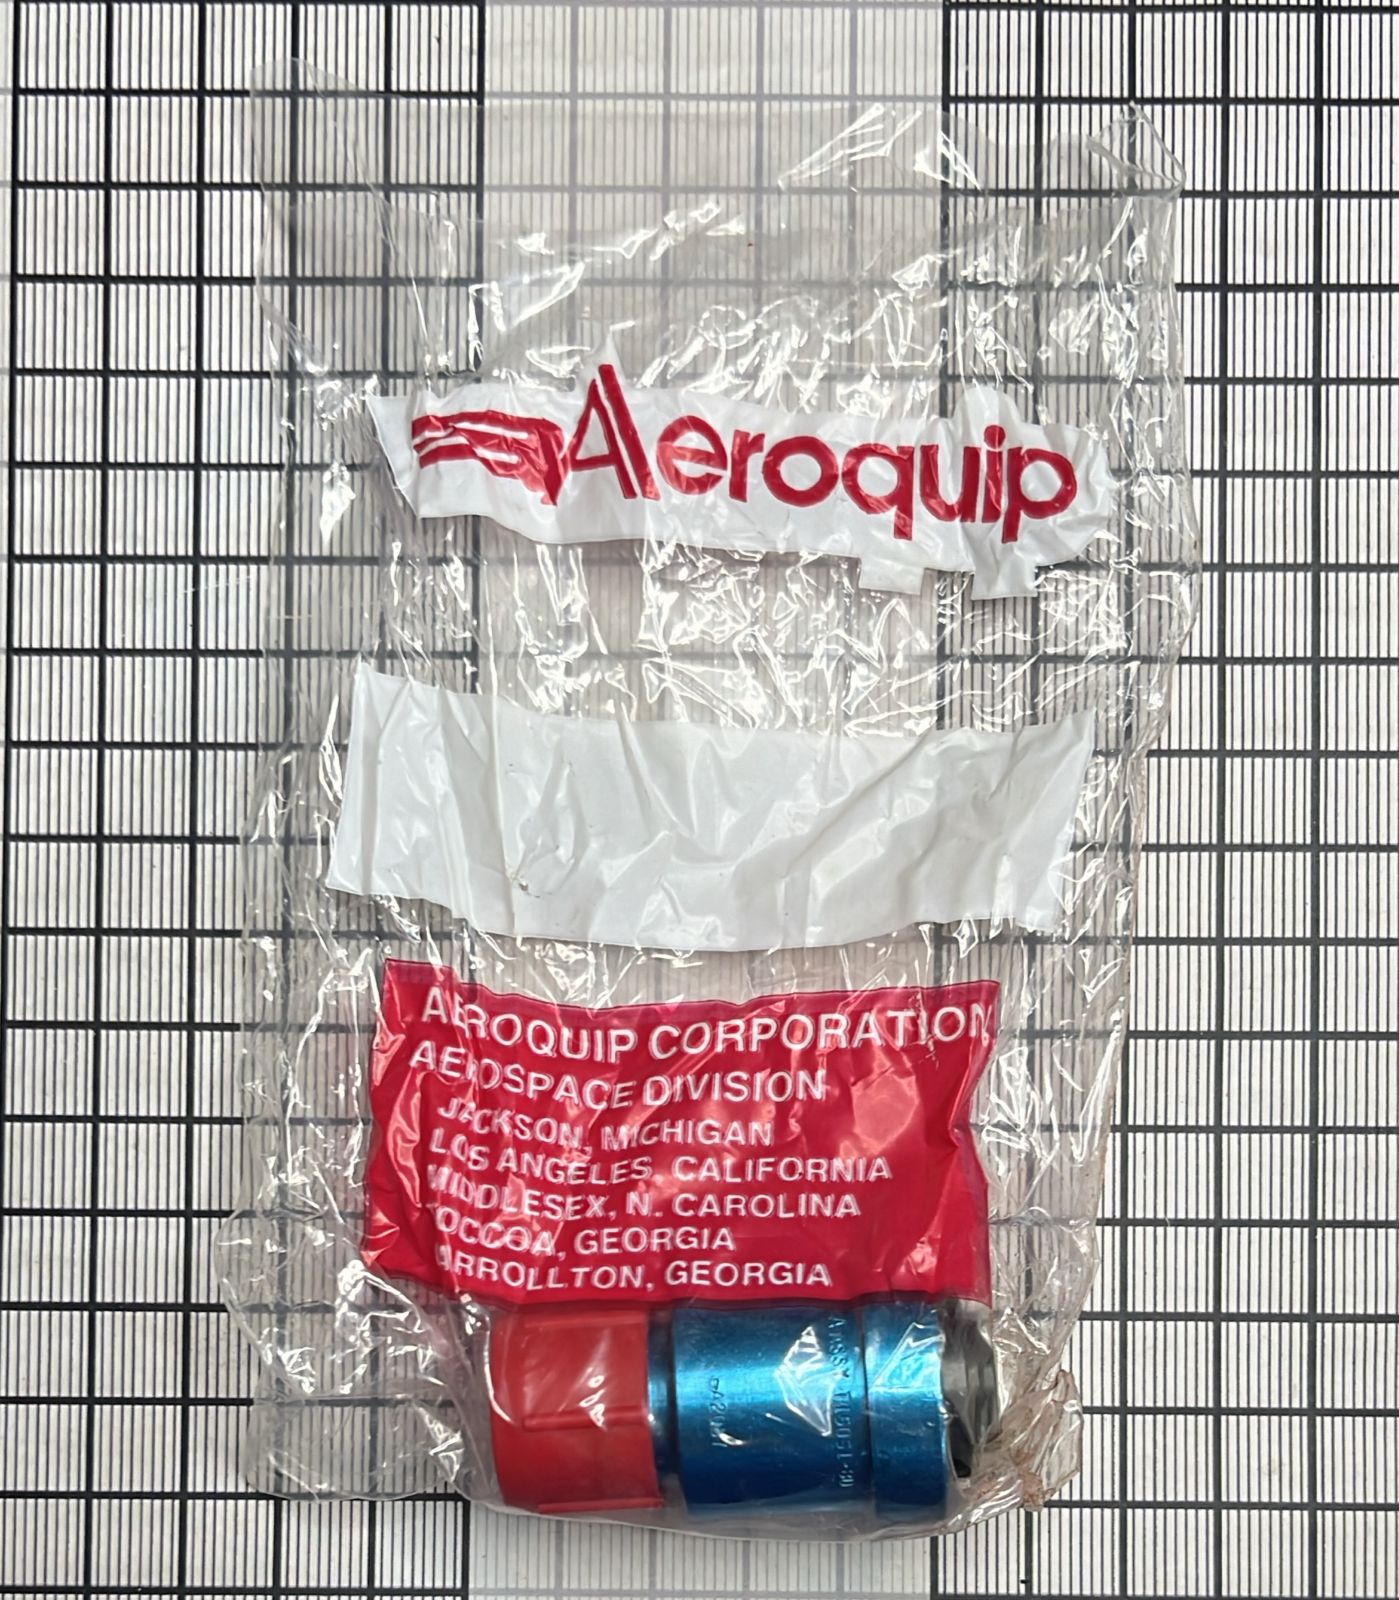 Aeroquip
AEROQUIP CORPORATION
AEROSPACE DIVISION
JACKSON, MICHIGAN
LOS ANGELES, CALIFORNIA
MIDDLESEX, N. CAROLINA
TOCCOA, GEORGIA
CARROLLTON, GEORGIA